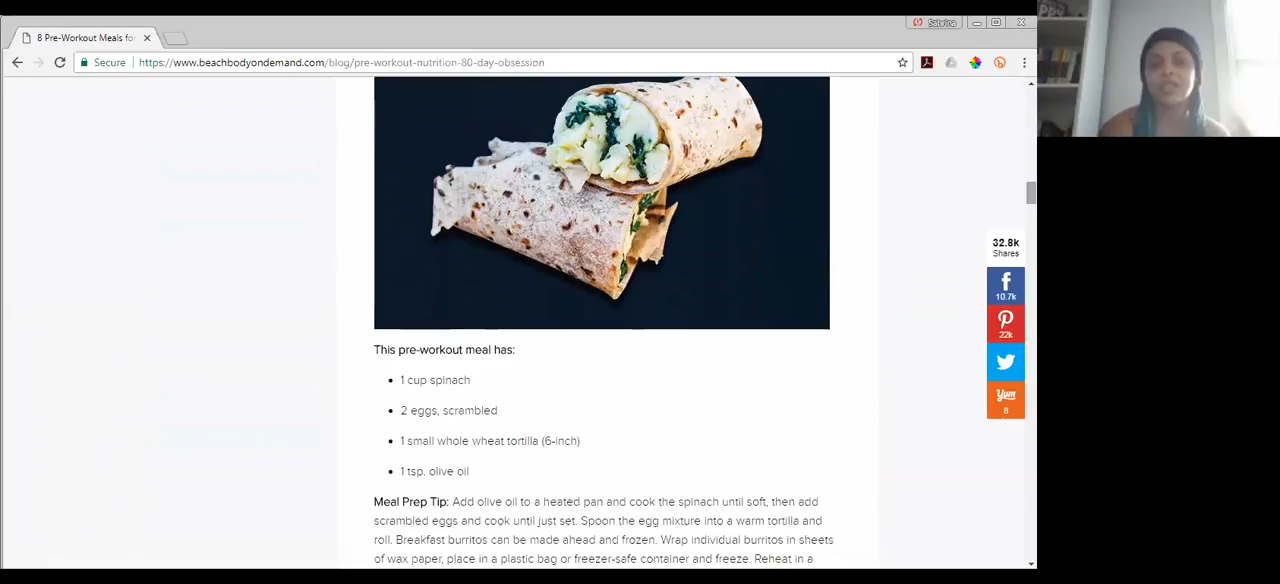 8 Pre-Workout Meals fo
Sabrina
Secure
https://www.beachbodyondemand.com/blog/pre-workout-nutrition-80-day-obsession
32.8k
Shares
10.7k
22k
Yum
8
This pre-workout meal has:
• 1 cup spinach
• 2 eggs, scrambled
• 1 small whole wheat tortilla (6-inch)
• 1 tsp. olive oil
Meal Prep Tip: Add olive oil to a heated pan and cook the spinach until soft, then add
scrambled eggs and cook until just set. Spoon the egg mixture into a warm tortilla and
roll. Breakfast burritos can be made ahead and frozen. Wrap individual burritos in sheets
of wax paper, place in a plastic bag or freezer-safe container and freeze. Reheat in a